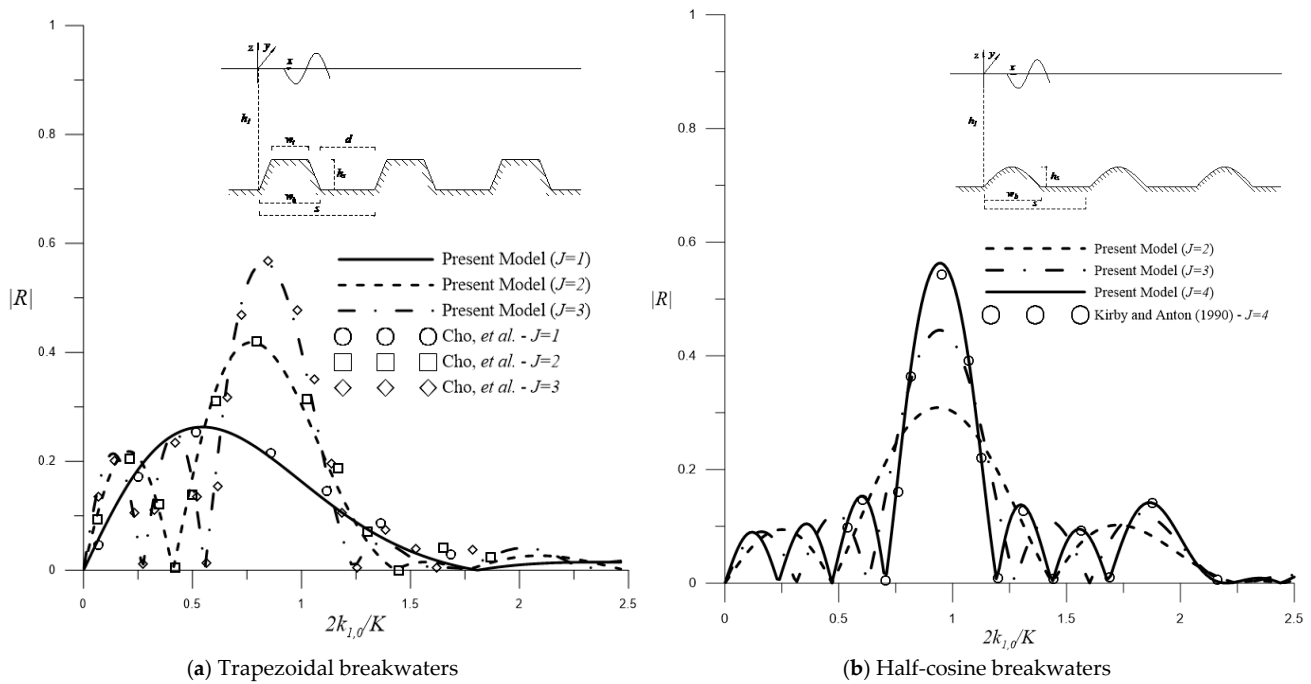 1
0.8
0.6
0.4
0.2
0
|R|
z
y
x
h₁
wₜ
d
hₛ
w_b
s
Present Model (J=1)
Present Model (J=2)
Present Model (J=3)
Cho, et al. - J=1
Cho, et al. - J=2
Cho, et al. - J=3
0 0.5 1 1.5 2 2.5
2k₁,₀/K
(a) Trapezoidal breakwaters
1
0.8
0.6
0.4
0.2
0
|R|
z
y
x
h₁
hₛ
w_b
s
Present Model (J=2)
Present Model (J=3)
Present Model (J=4)
Kirby and Anton (1990) - J=4
0 0.5 1 1.5 2 2.5
2k₁,₀/K
(b) Half-cosine breakwaters